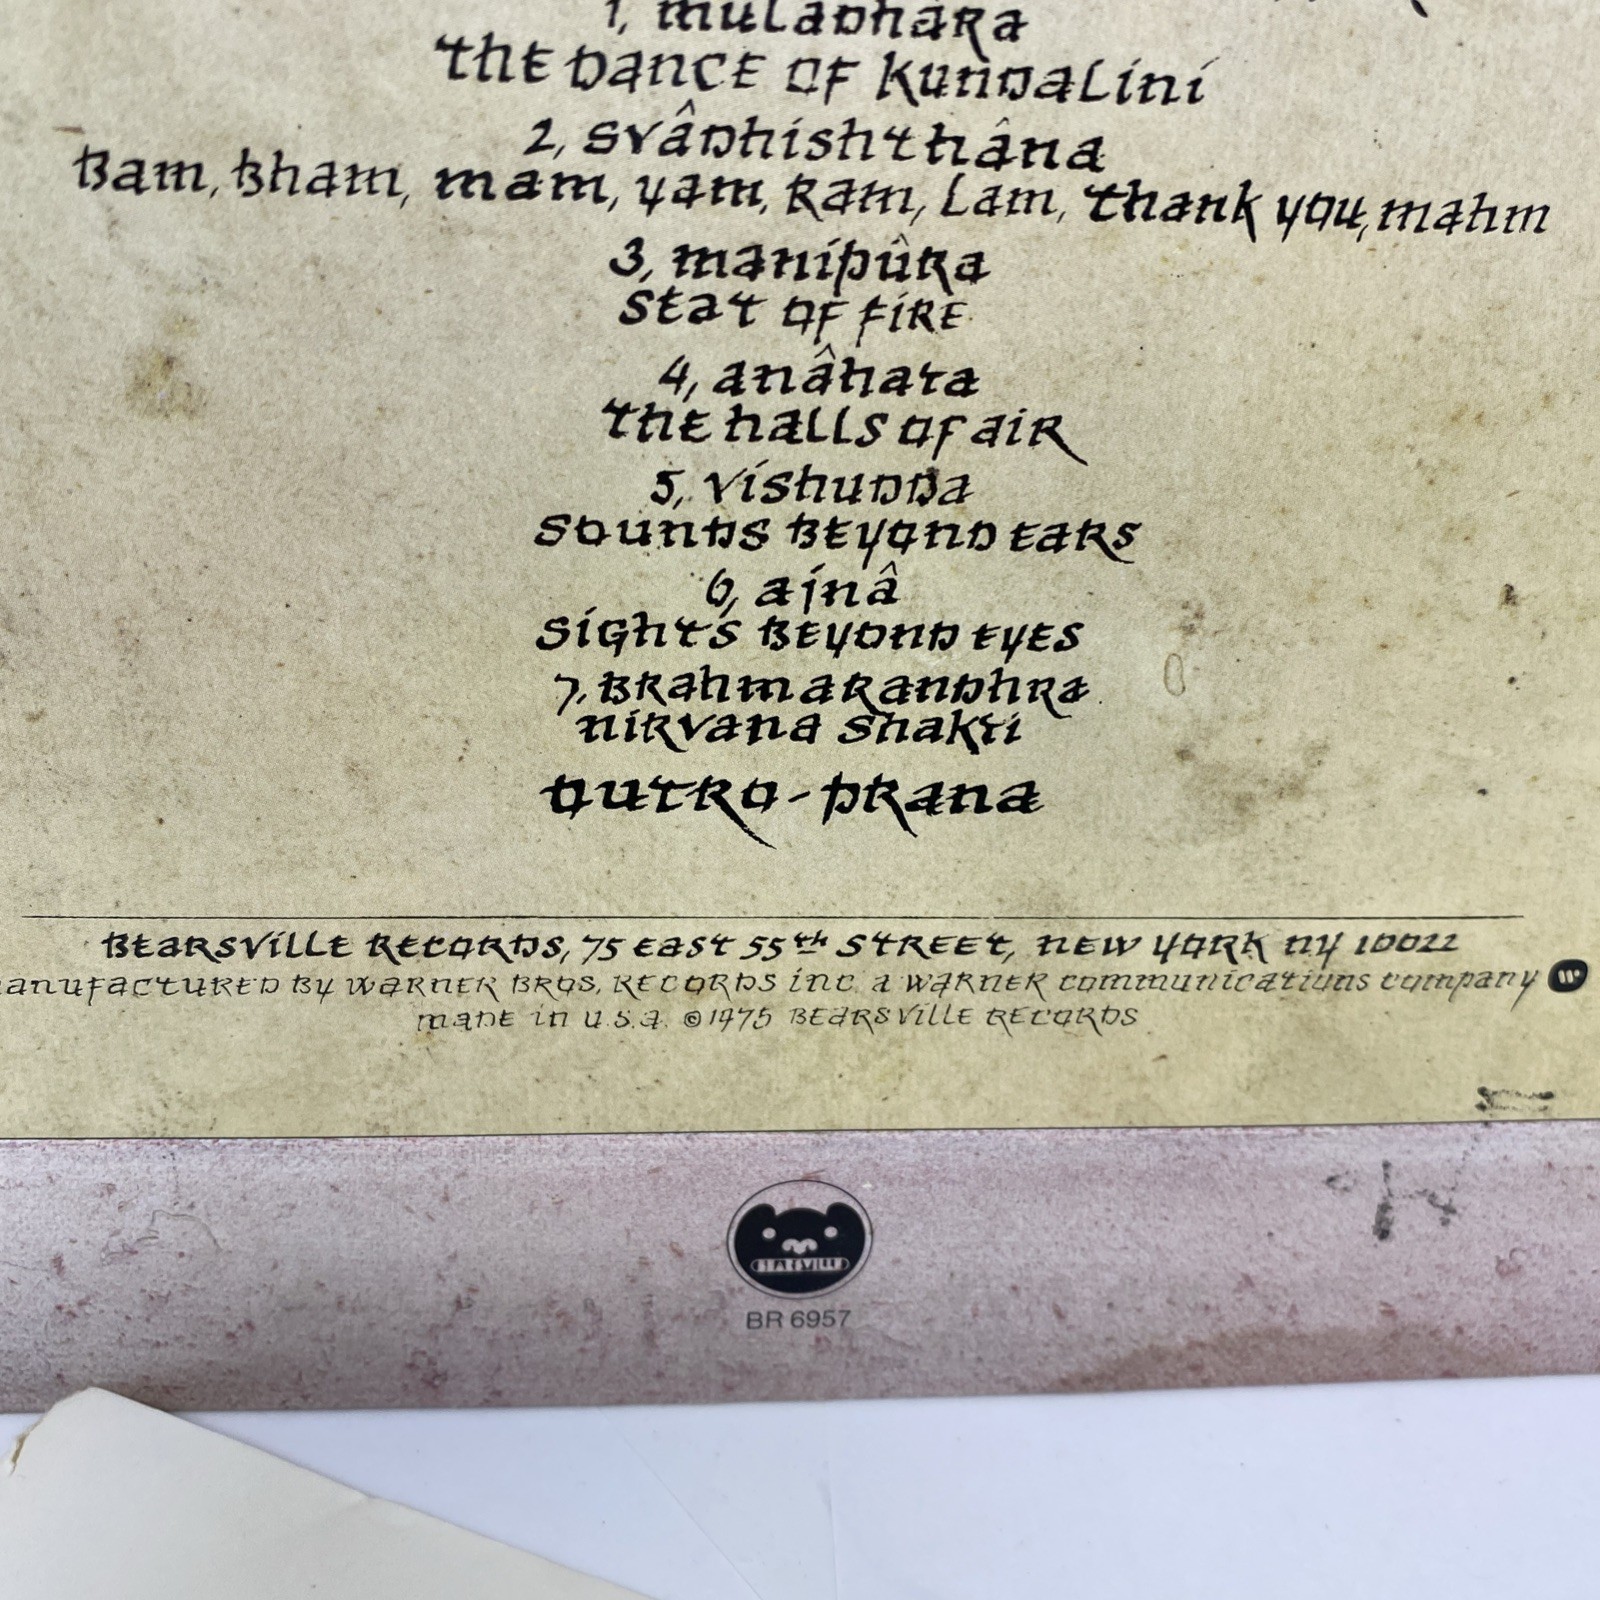 1, Muladhâra
The Dance of Kundalini
2, Svâdhishthâna
Bam, Bham, Mam, Yam, Ram, Lam, Thank you, Mahm
3, Manipûra
Seat of Fire
4, Anâhata
The Halls of Air
5, Vishudda
Sounds Beyond Ears
6, Ajnâ
Sights Beyond Eyes
7, Brahmarandhra
Nirvana Shakti
Outro-Prana
Bearsville Records, 75 East 55th Street, New York NY 10022
anufactured by Warner Bros. Records Inc. a Warner Communications Company
Made in U.S.A. © 1975 Bearsville Records
BEARSVILLE
BR 6957